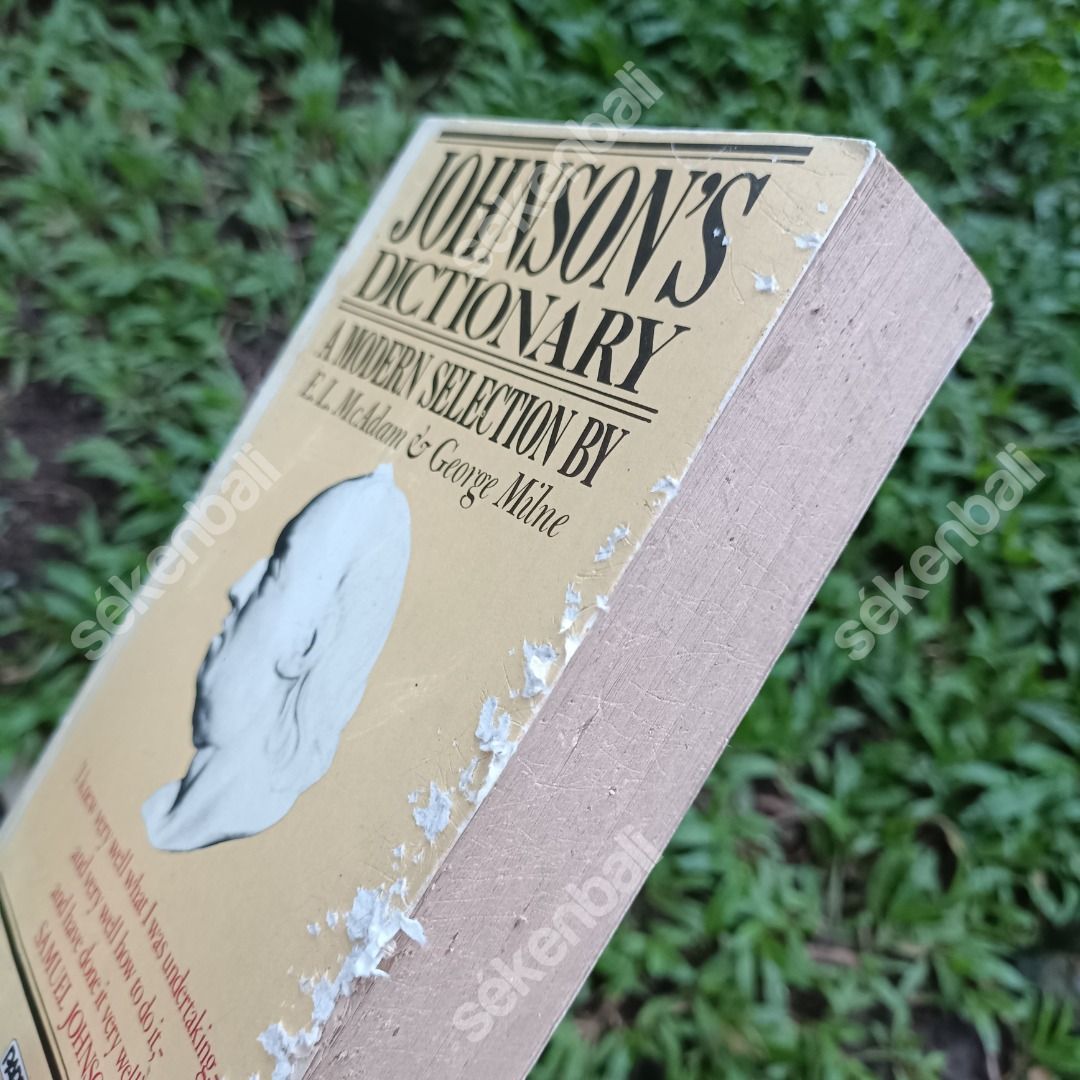 JOHNSON'S
DICTIONARY
A MODERN SELECTION BY
E.L. McAdam & George Milne
I knew very well what I was undertaking,-
and very well how to do it,-
and have done it very well'
SAMUEL JOHNSO
sékenbali
sékenbali
sékenbali
sékenbali
sékenbali